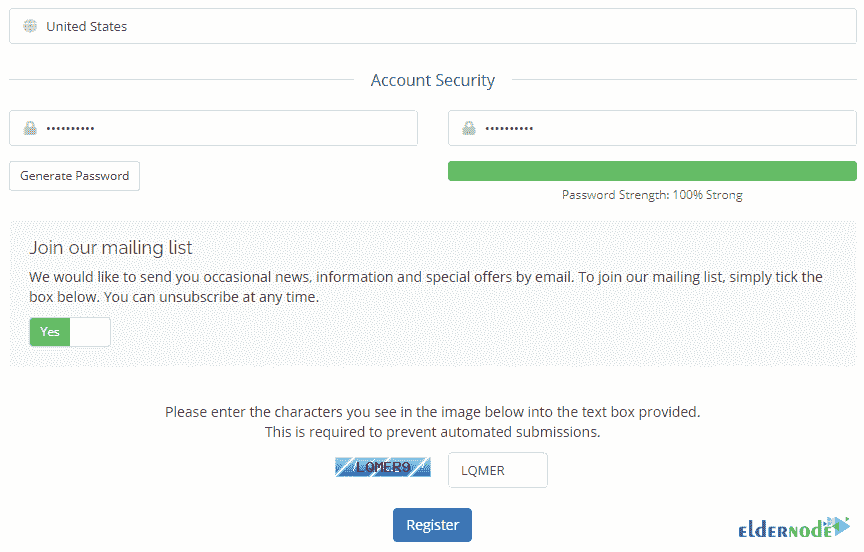 United States
Account Security
•••••••••• ••••••••••
Generate Password
Password Strength: 100% Strong
Join our mailing list
We would like to send you occasional news, information and special offers by email. To join our mailing list, simply tick the
box below. You can unsubscribe at any time.
Yes
Please enter the characters you see in the image below into the text box provided.
This is required to prevent automated submissions.
LQMER9 LQMER
Register
eldernode